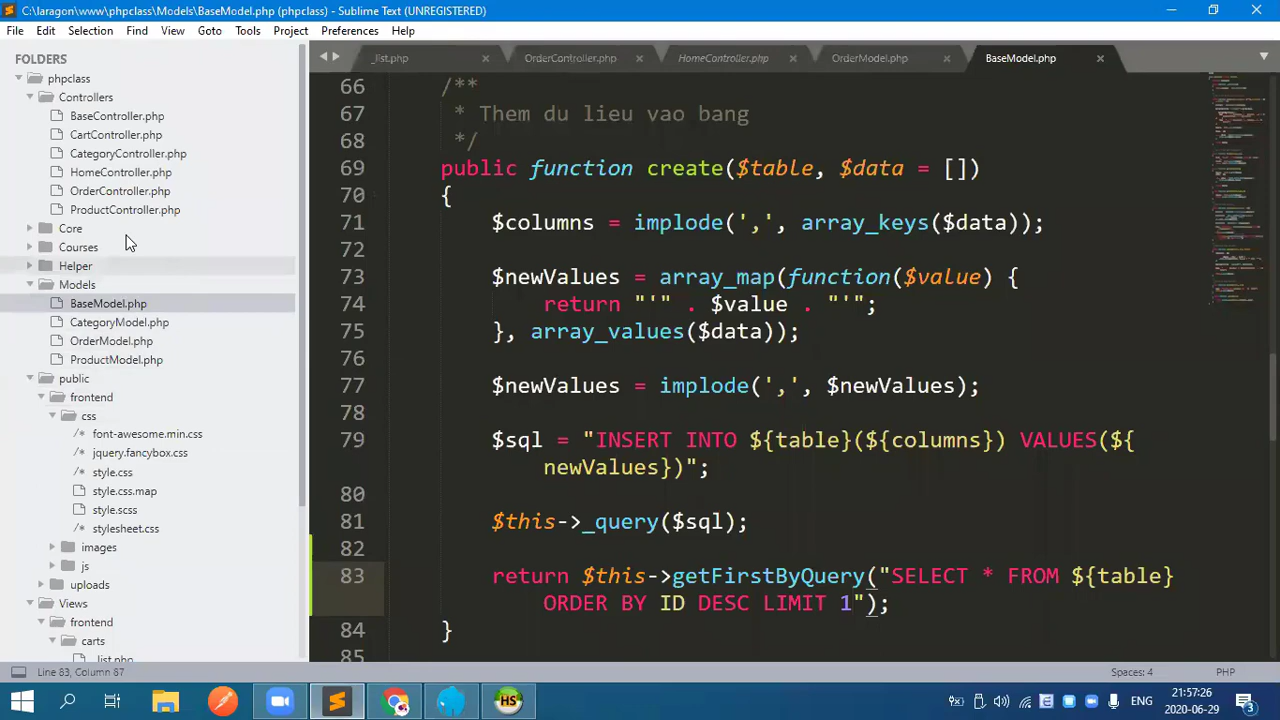 C:\laragon\www\phpclass\Models\BaseModel.php (phpclass) - Sublime Text (UNREGISTERED)
File Edit Selection Find View Goto Tools Project Preferences Help
FOLDERS
phpclass
Controllers
BaseController.php
CartController.php
CategoryController.php
HomeController.php
OrderController.php
ProductController.php
Core
Courses
Helper
Models
BaseModel.php
CategoryModel.php
OrderModel.php
ProductModel.php
public
frontend
css
/* font-awesome.min.css
/* jquery.fancybox.css
/* style.css
style.css.map
style.scss
/* stylesheet.css
images
js
uploads
Views
frontend
carts
_list.php
_list.php OrderController.php HomeController.php OrderModel.php BaseModel.php
66 /**
67 * Them du lieu vao bang
68 */
69 public function create($table, $data = [])
70 {
71 $columns = implode(',', array_keys($data));
72
73 $newValues = array_map(function($value) {
74 return "'" . $value . "'";
75 }, array_values($data));
76
77 $newValues = implode(',', $newValues);
78
79 $sql = "INSERT INTO ${table}(${columns}) VALUES(${
newValues})";
80
81 $this->_query($sql);
82
83 return $this->getFirstByQuery("SELECT * FROM ${table}
ORDER BY ID DESC LIMIT 1");
84 }
85
Line 83, Column 87 Spaces: 4 PHP
ENG 21:57:26
2020-06-29
3